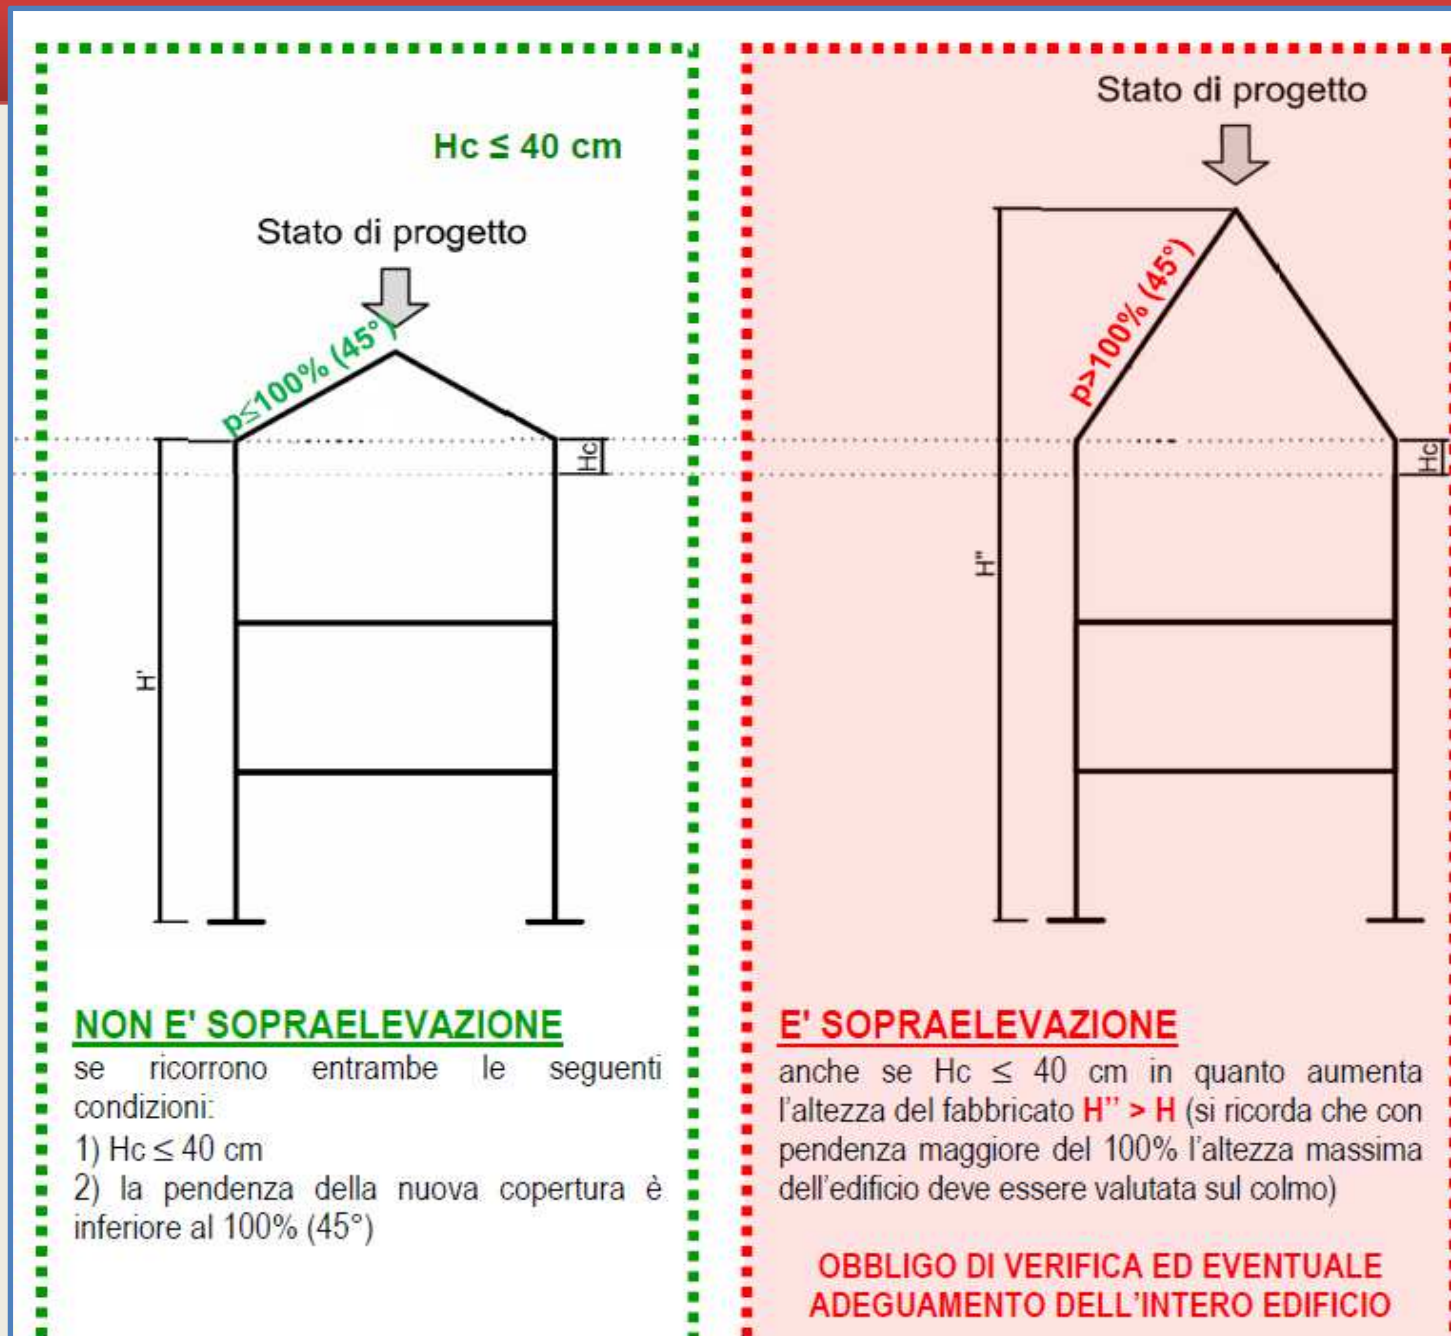 Hc ≤ 40 cm
Stato di progetto
p≤100% (45°)
Hc
H'
NON E' SOPRAELEVAZIONE
se ricorrono entrambe le seguenti
condizioni:
1) Hc ≤ 40 cm
2) la pendenza della nuova copertura è
inferiore al 100% (45°)
Stato di progetto
p>100% (45°)
Hc
H"
E' SOPRAELEVAZIONE
anche se Hc ≤ 40 cm in quanto aumenta
l'altezza del fabbricato H'' > H (si ricorda che con
pendenza maggiore del 100% l'altezza massima
dell'edificio deve essere valutata sul colmo)
OBBLIGO DI VERIFICA ED EVENTUALE
ADEGUAMENTO DELL'INTERO EDIFICIO